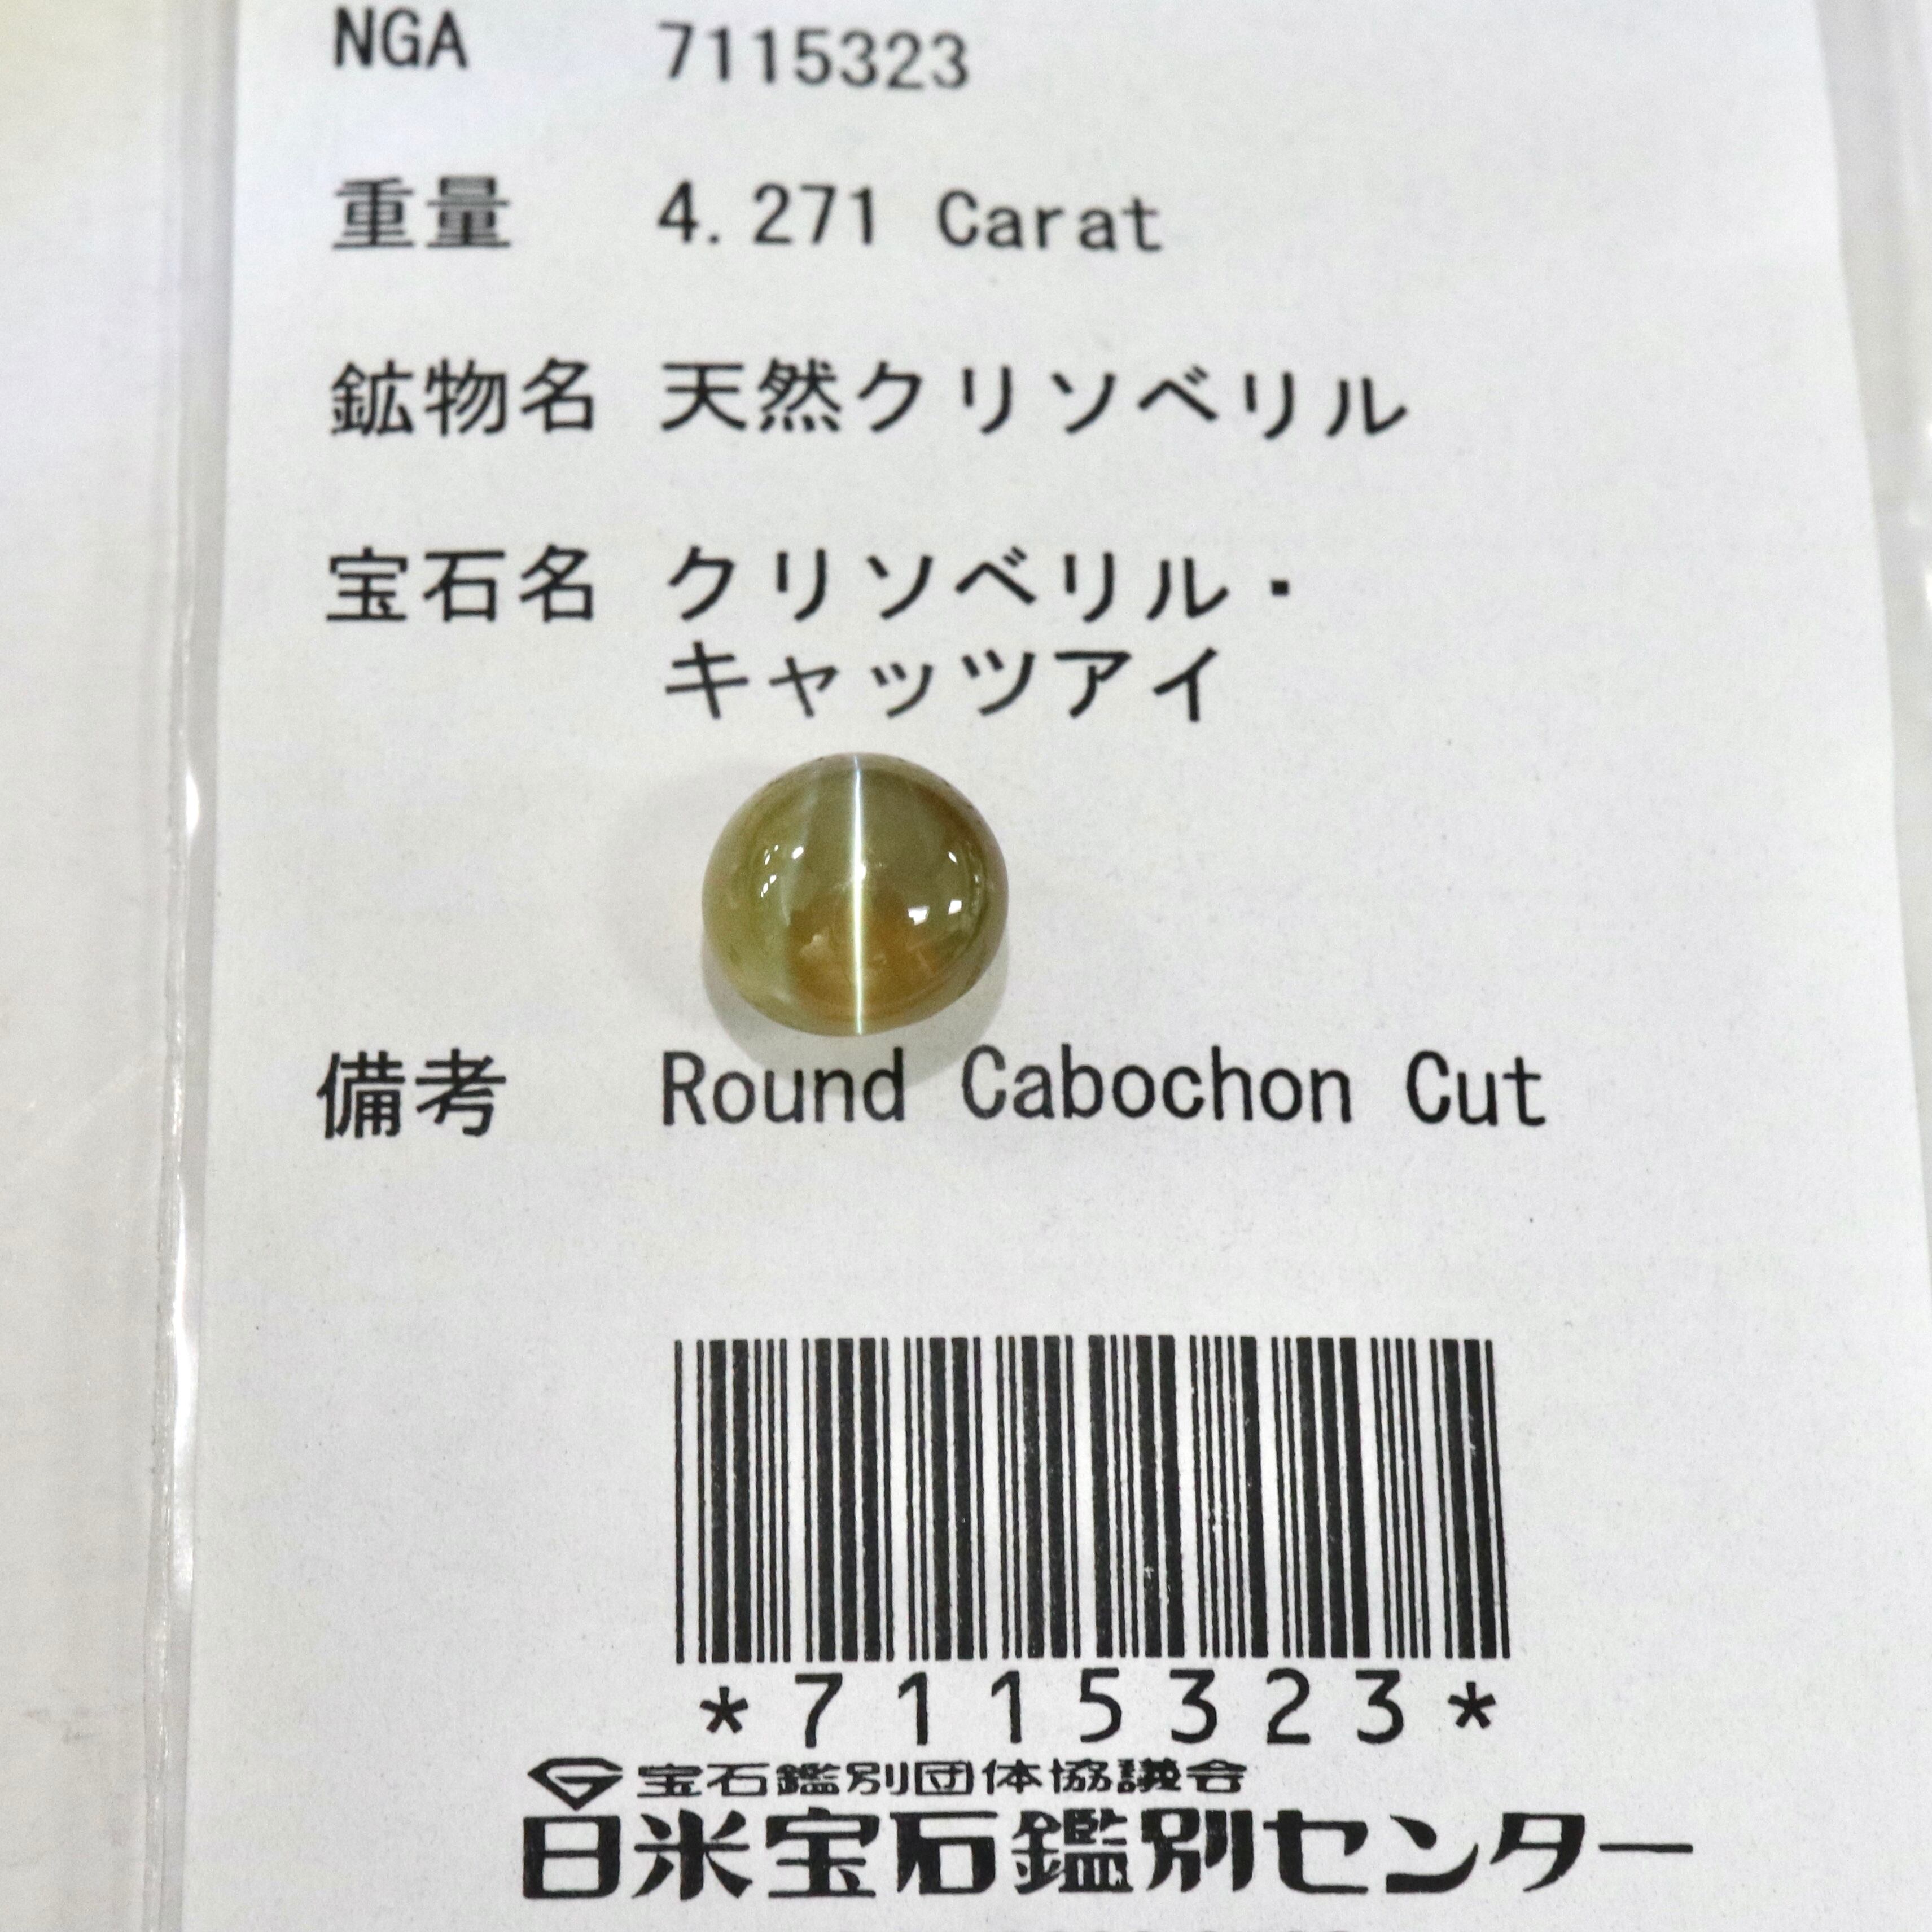 NGA 7115323
重量 4.271 Carat
鉱物名 天然クリソベリル
宝石名 クリソベリル・
キャッツアイ
備考 Round Cabochon Cut
*7115323*
宝石鑑別団体協議会
日米宝石鑑別センター